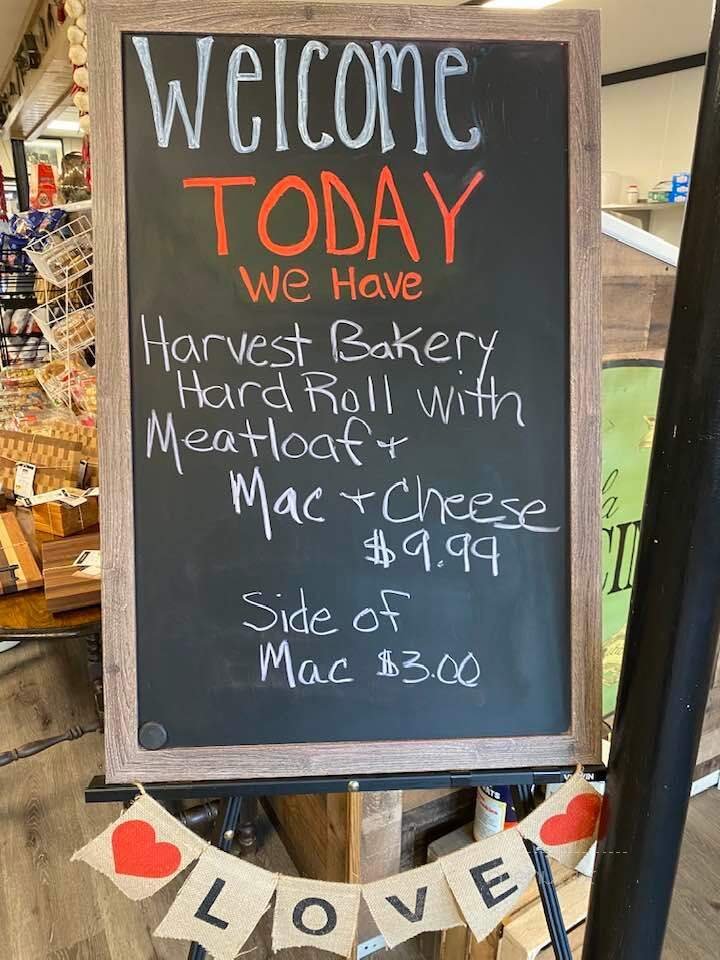 Welcome
TODAY
We Have
Harvest Bakery
Hard Roll with
Meatloaf +
Mac + Cheese
$9.99
Side of
Mac $3.00
LOVE